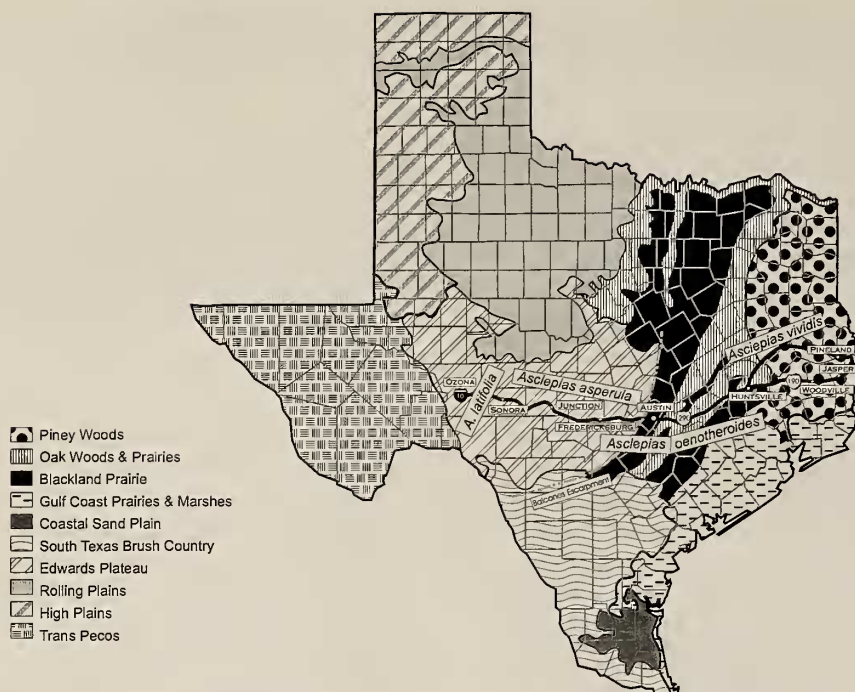 Piney Woods
Oak Woods & Prairies
Blackland Prairie
Gulf Coast Prairies & Marshes
Coastal Sand Plain
South Texas Brush Country
Edwards Plateau
Rolling Plains
High Plains
Trans Pecos
OZONA
10
A. latifolia
SONORA
Asclepias asperula
JUNCTION
FREDERICKSBURG
AUSTIN
290
Asclepias vividis
Asclepias oenotheroides
HUNTSVILLE
190
PINELAND
JASPER
WOODVILLE
Balcones Escarpment